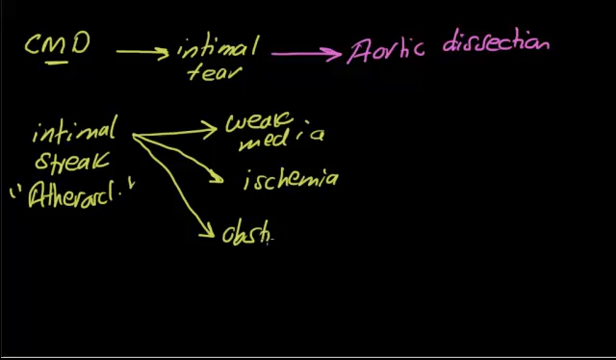 CMD → intimal tear → Aortic dissection
intimal streak "Atheroscl."
weak media
ischemia
obst